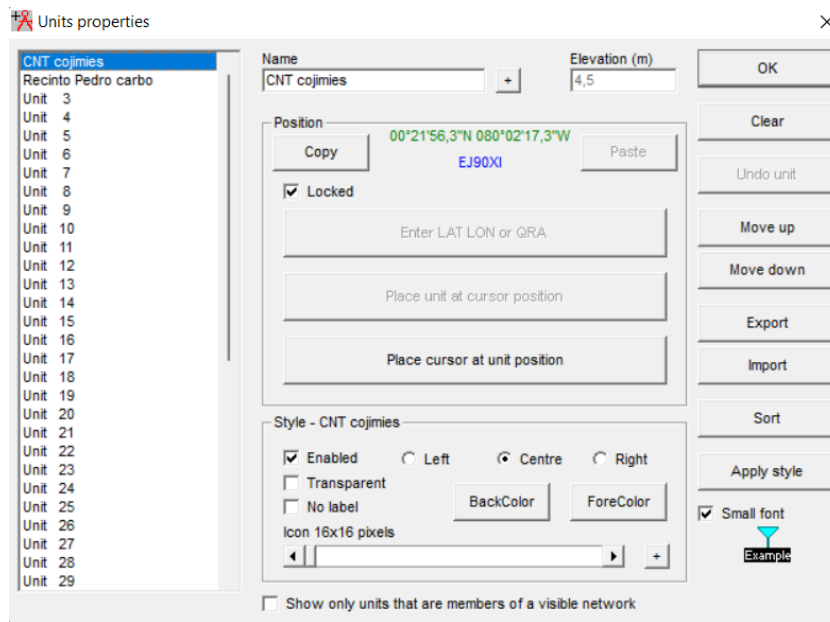 Units properties
CNT cojimies
Recinto Pedro carbo
Unit 3
Unit 4
Unit 5
Unit 6
Unit 7
Unit 8
Unit 9
Unit 10
Unit 11
Unit 12
Unit 13
Unit 14
Unit 15
Unit 16
Unit 17
Unit 18
Unit 19
Unit 20
Unit 21
Unit 22
Unit 23
Unit 24
Unit 25
Unit 26
Unit 27
Unit 28
Unit 29
Name
Elevation (m)
CNT cojimies
+
4,5
Position
Copy
00°21'56,3"N 080°02'17,3"W
EJ90XI
Paste
Locked
Enter LAT LON or QRA
Place unit at cursor position
Place cursor at unit position
Style - CNT cojimies
Enabled
Left
Centre
Right
Transparent
No label
BackColor
ForeColor
Icon 16x16 pixels
+
Show only units that are members of a visible network
OK
Clear
Undo unit
Move up
Move down
Export
Import
Sort
Apply style
Small font
Example